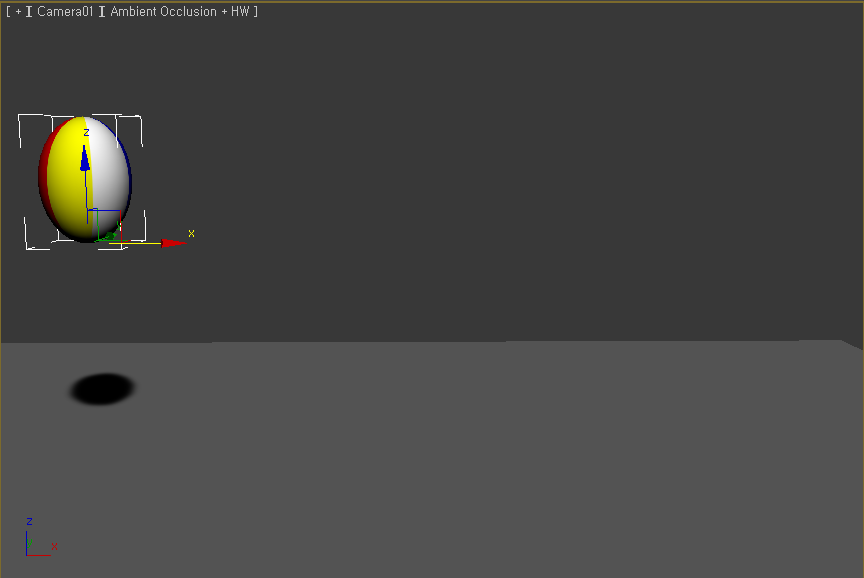 [ + ] Camera01 ] Ambient Occlusion + HW ]
z
x
z
x